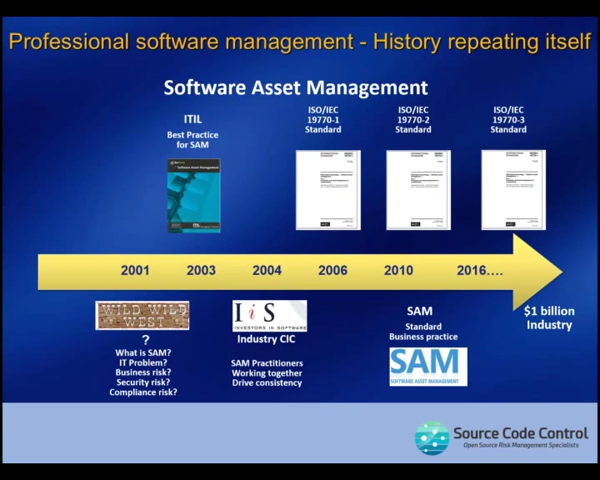 Professional software management - History repeating itself
Software Asset Management
ITIL
Best Practice
for SAM
Software Asset Management
ISO/IEC
19770-1
Standard
ISO/IEC
19770-2
Standard
ISO/IEC
19770-3
Standard
2001 2003 2004 2006 2010 2016....
WILD WILD
WEST
?
What is SAM?
IT Problem?
Business risk?
Security risk?
Compliance risk?
IiS
INVESTORS IN SOFTWARE
Industry CIC
SAM Practitioners
Working together
Drive consistency
SAM
Standard
Business practice
SAM
SOFTWARE ASSET MANAGEMENT
$1 billion
Industry
Source Code Control
Open Source Risk Management Specialists